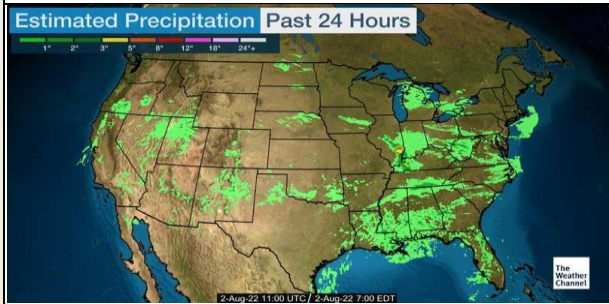 Estimated Precipitation Past 24 Hours
1" 2" 3" 5" 8" 12" 18" 24"+
The
Weather
Channel
2-Aug-22 11:00 UTC / 2-Aug-22 7:00 EDT